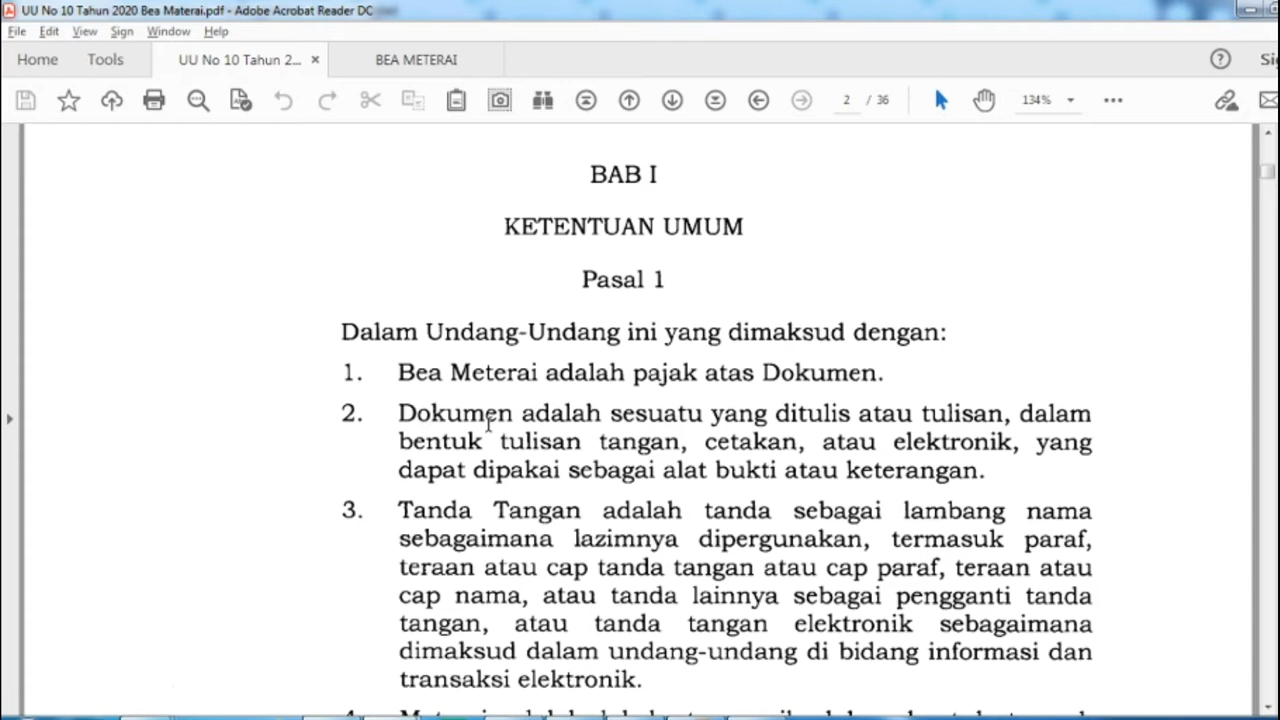 UU No 10 Tahun 2020 Bea Materai.pdf - Adobe Acrobat Reader DC
File Edit View Sign Window Help
Home Tools UU No 10 Tahun 2... × BEA METERAI
2 / 36 134%
BAB I
KETENTUAN UMUM
Pasal 1
Dalam Undang-Undang ini yang dimaksud dengan:
1. Bea Meterai adalah pajak atas Dokumen.
2. Dokumen adalah sesuatu yang ditulis atau tulisan, dalam
bentuk tulisan tangan, cetakan, atau elektronik, yang
dapat dipakai sebagai alat bukti atau keterangan.
3. Tanda Tangan adalah tanda sebagai lambang nama
sebagaimana lazimnya dipergunakan, termasuk paraf,
teraan atau cap tanda tangan atau cap paraf, teraan atau
cap nama, atau tanda lainnya sebagai pengganti tanda
tangan, atau tanda tangan elektronik sebagaimana
dimaksud dalam undang-undang di bidang informasi dan
transaksi elektronik.